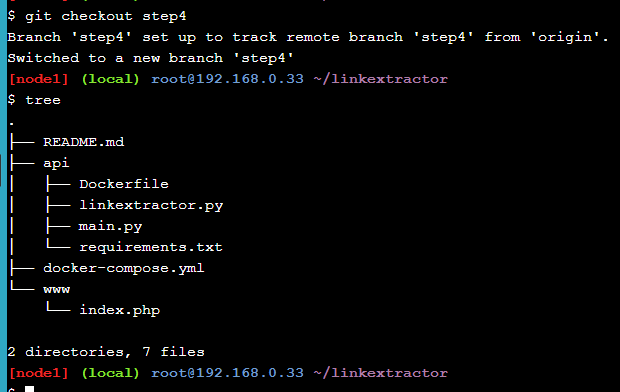 $ git checkout step4
Branch 'step4' set up to track remote branch 'step4' from 'origin'.
Switched to a new branch 'step4'
[node1] (local) root@192.168.0.33 ~/linkextractor
$ tree
.
├── README.md
├── api
│   ├── Dockerfile
│   ├── linkextractor.py
│   ├── main.py
│   └── requirements.txt
├── docker-compose.yml
└── www
    └── index.php

2 directories, 7 files
[node1] (local) root@192.168.0.33 ~/linkextractor
$